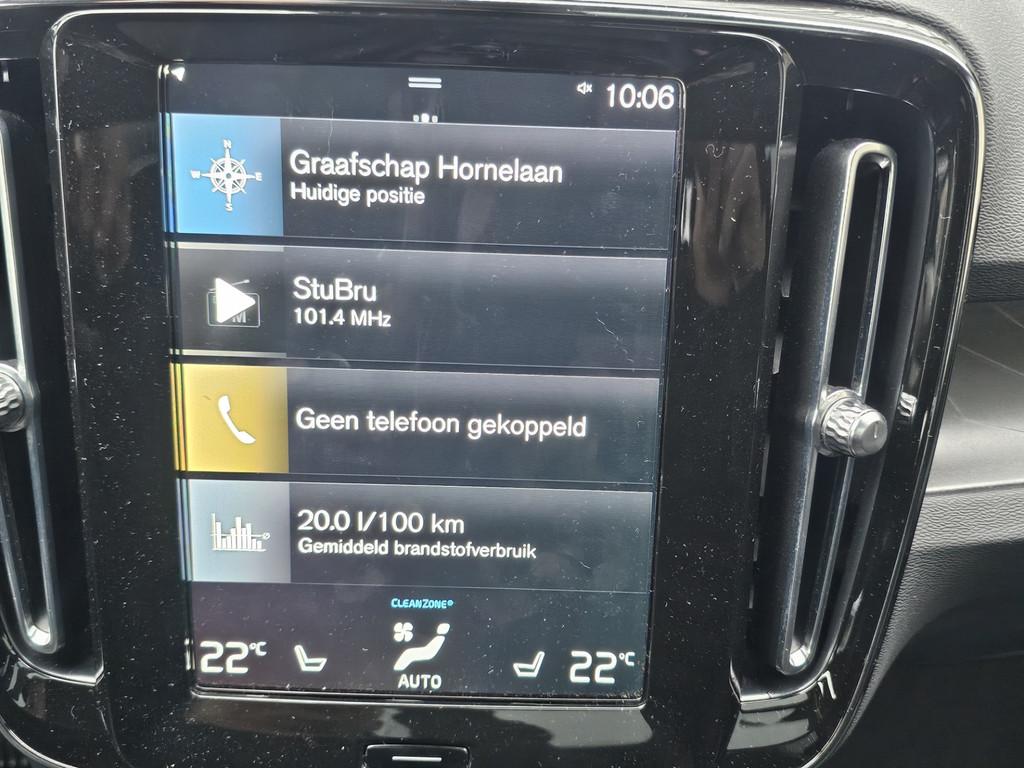 10:06
N
W E
S
Graafschap Hornelaan
Huidige positie
StuBru
101.4 MHz
Geen telefoon gekoppeld
20.0 l/100 km
Gemiddeld brandstofverbruik
CLEANZONE®
22°C
22°C
AUTO